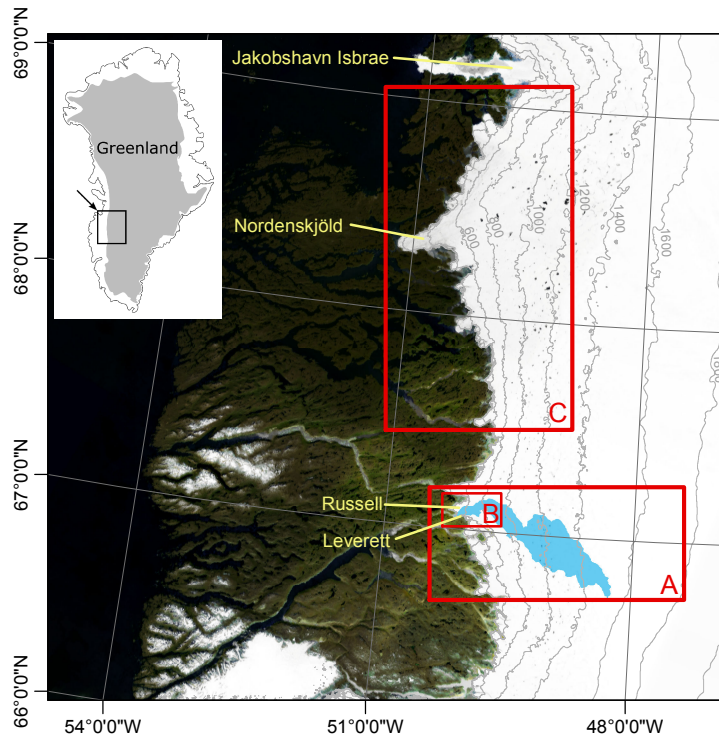 69°0'0"N
Jakobshavn Isbrae
Greenland
1200
1000
1400
Nordenskjöld
600
1600
68°0'0"N
C
67°0'0"N
Russell
B
Leverett
A
66°0'0"N
54°0'0"W
51°0'0"W
48°0'0"W